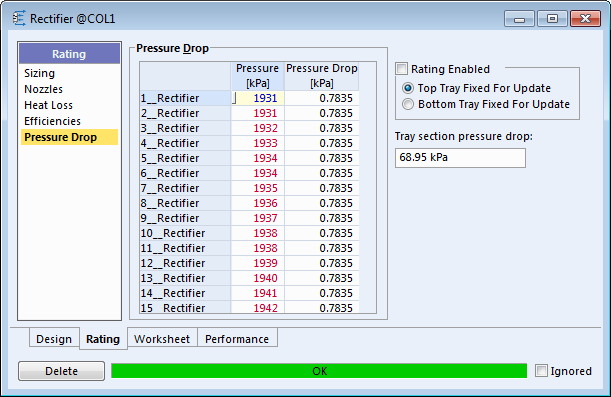 Rectifier @COL1
Rating
Sizing
Nozzles
Heat Loss
Efficiencies
Pressure Drop
Pressure Drop
Pressure Pressure Drop
[kPa] [kPa]
1__Rectifier 1931 0.7835
2__Rectifier 1931 0.7835
3__Rectifier 1932 0.7835
4__Rectifier 1933 0.7835
5__Rectifier 1934 0.7835
6__Rectifier 1934 0.7835
7__Rectifier 1935 0.7835
8__Rectifier 1936 0.7835
9__Rectifier 1937 0.7835
10__Rectifier 1938 0.7835
11__Rectifier 1938 0.7835
12__Rectifier 1939 0.7835
13__Rectifier 1940 0.7835
14__Rectifier 1941 0.7835
15__Rectifier 1942 0.7835
Rating Enabled
Top Tray Fixed For Update
Bottom Tray Fixed For Update
Tray section pressure drop:
68.95 kPa
Design Rating Worksheet Performance
Delete OK Ignored